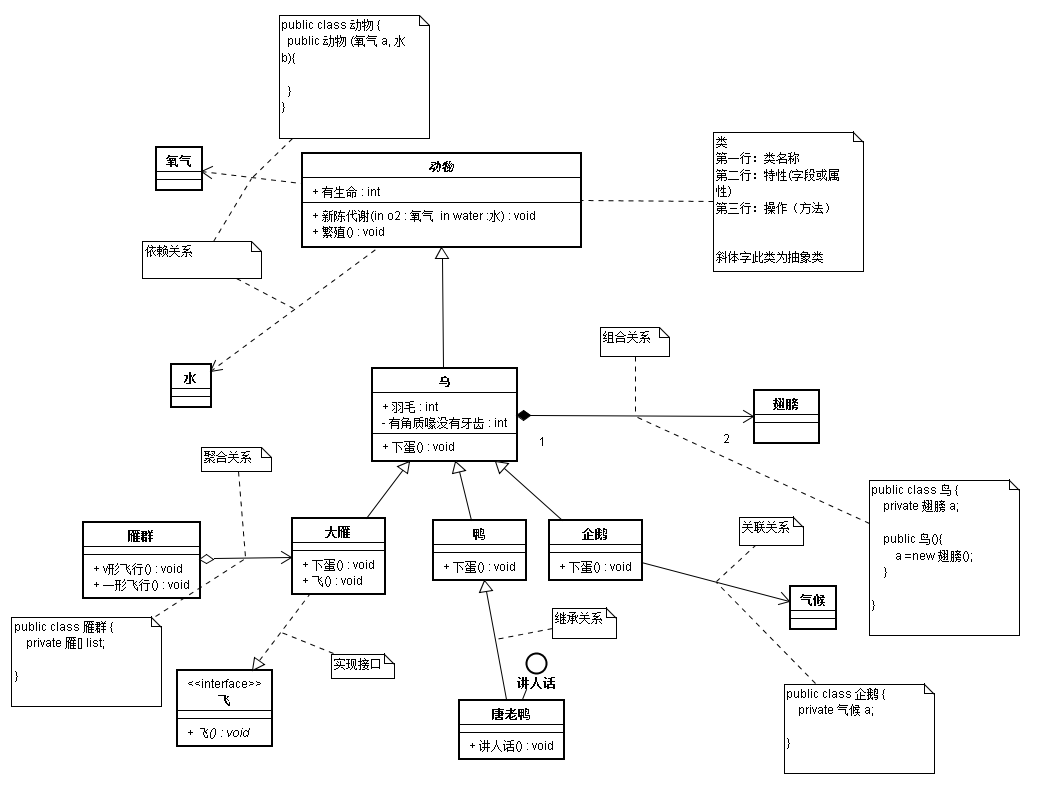 public class 动物 {
public 动物 (氧气 a, 水
b){
}
}
氧气
动物
+ 有生命 : int
+ 新陈代谢(in o2 : 氧气 in water :水) : void
+ 繁殖() : void
类
第一行：类名称
第二行：特性(字段或属
性)
第三行：操作（方法）
斜体字此类为抽象类
依赖关系
水
组合关系
鸟
+ 羽毛 : int
- 有角质喙没有牙齿 : int
+ 下蛋() : void
1
2
翅膀
聚合关系
public class 鸟 {
private 翅膀 a;
public 鸟(){
a =new 翅膀();
}
}
雁群
+ v形飞行() : void
+ 一形飞行() : void
大雁
+ 下蛋() : void
+ 飞() : void
鸭
+ 下蛋() : void
企鹅
+ 下蛋() : void
关联关系
气候
public class 雁群 {
private 雁[] list;
}
继承关系
实现接口
<<interface>>
飞
+ 飞() : void
讲人话
唐老鸭
+ 讲人话() : void
public class 企鹅 {
private 气候 a;
}